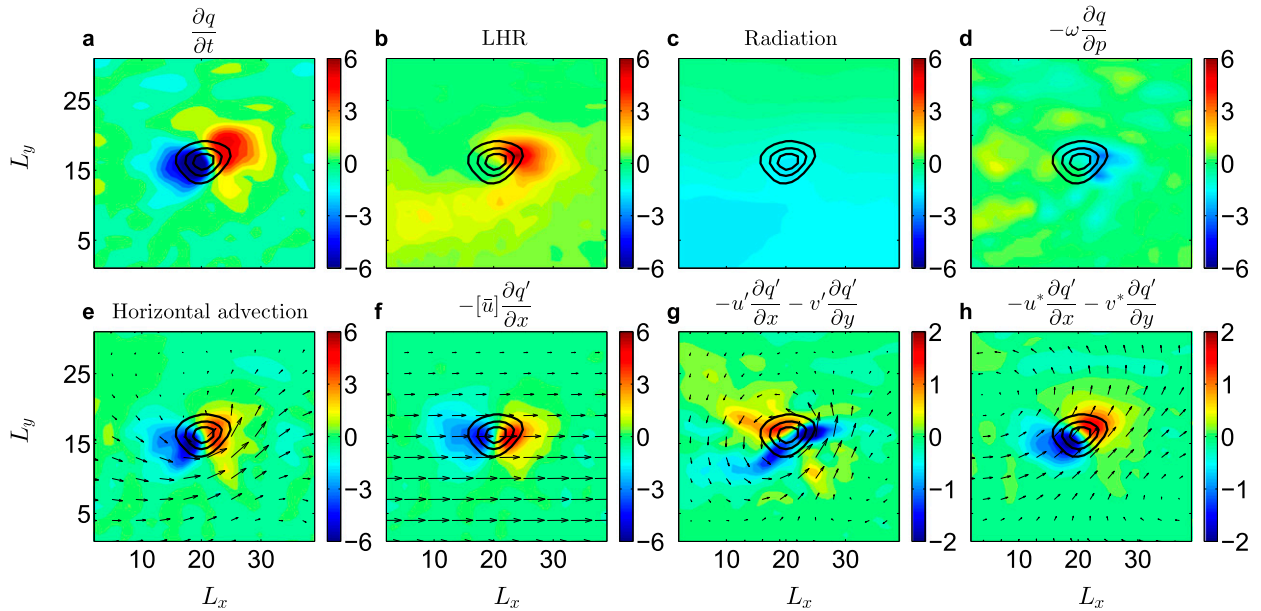 a ∂q/∂t
b LHR
c Radiation
d −ω ∂q/∂p
6 3 0 −3 −6
6 3 0 −3 −6
6 3 0 −3 −6
6 3 0 −3 −6
L_y
25
15
5
e Horizontal advection
f −[ū] ∂q′/∂x
g −u′ ∂q′/∂x − v′ ∂q′/∂y
h −u* ∂q′/∂x − v* ∂q′/∂y
6 3 0 −3 −6
6 3 0 −3 −6
2 1 0 −1 −2
2 1 0 −1 −2
L_y
25
15
5
10 20 30
10 20 30
10 20 30
10 20 30
L_x
L_x
L_x
L_x